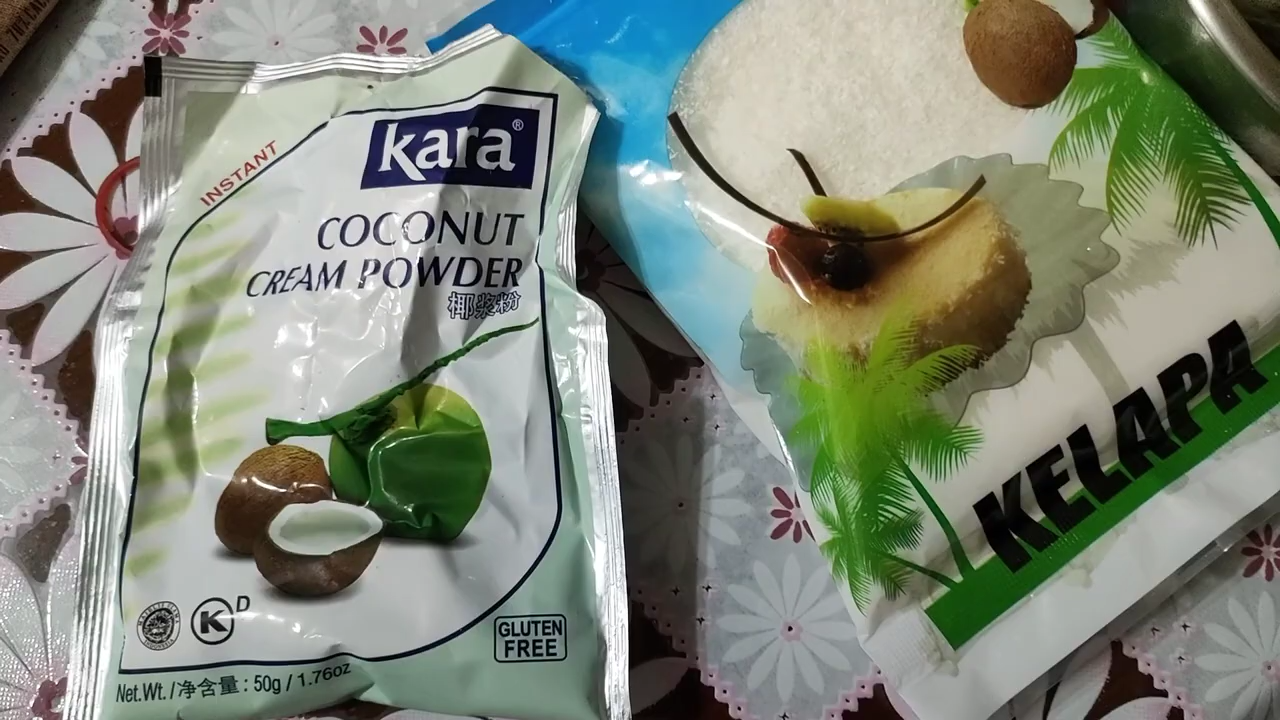 INSTANT
kara®
COCONUT
CREAM POWDER
椰浆粉
K D
GLUTEN
FREE
Net.Wt. /净含量 : 50g / 1.76oz
KELAPA